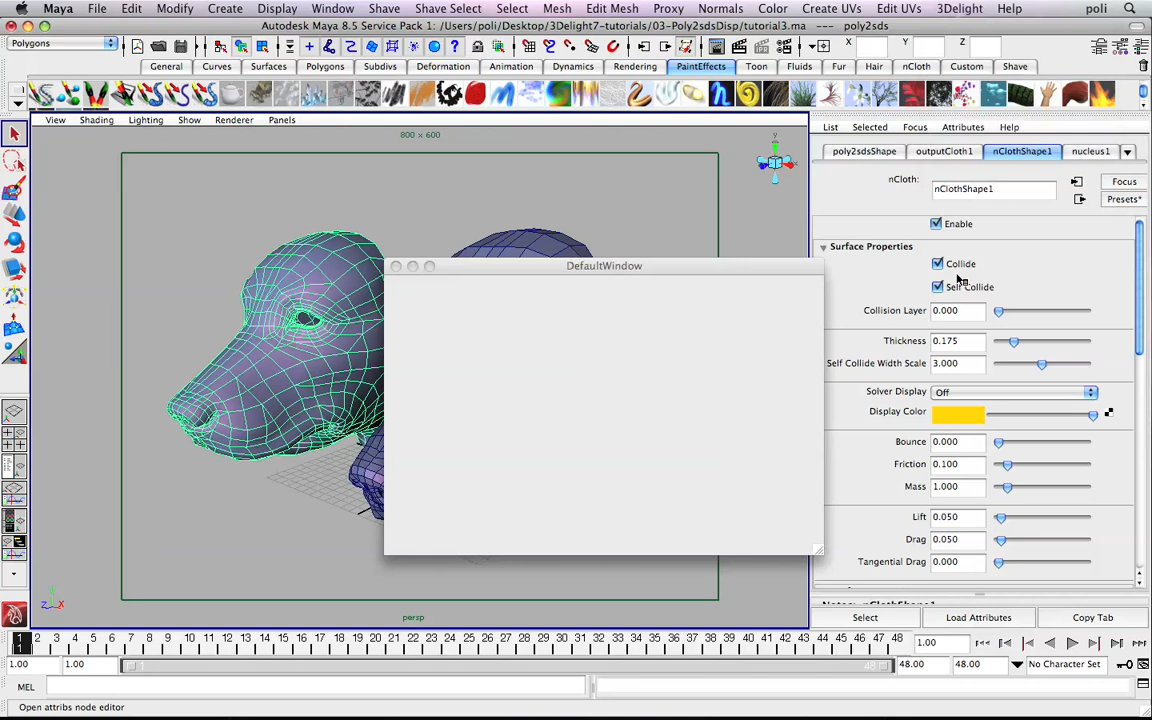 Maya File Edit Modify Create Display Window Shave Shave Select Select Mesh Edit Mesh Proxy Normals Color Create UVs Edit UVs 3Delight Help poli
Autodesk Maya 8.5 Service Pack 1: /Users/poli/Desktop/3Delight7-tutorials/03-Poly2sdsDisp/tutorial3.ma --- poly2sds
Polygons X Y Z
General Curves Surfaces Polygons Subdivs Deformation Animation Dynamics Rendering PaintEffects Toon Fluids Fur Hair nCloth Custom Shave
View Shading Lighting Show Renderer Panels
List Selected Focus Attributes Help
800 x 600
y
x
poly2sdsShape outputCloth1 nClothShape1 nucleus1
nCloth: nClothShape1 Focus
Presets*
Enable
Surface Properties
Collide
Self Collide
Collision Layer 0.000
Thickness 0.175
Self Collide Width Scale 3.000
Solver Display Off
Display Color
Bounce 0.000
Friction 0.100
Mass 1.000
Lift 0.050
Drag 0.050
Tangential Drag 0.000
DefaultWindow
Notes: nClothShape1
Z X
persp
Select Load Attributes Copy Tab
1 2 3 4 5 6 7 8 9 10 11 12 13 14 15 16 17 18 19 20 21 22 23 24 25 26 27 28 29 30 31 32 33 34 35 36 37 38 39 40 41 42 43 44 45 46 47 48 1.00
1
1.00 1.00 1 48 48.00 48.00 No Character Set
MEL
Open attribs node editor